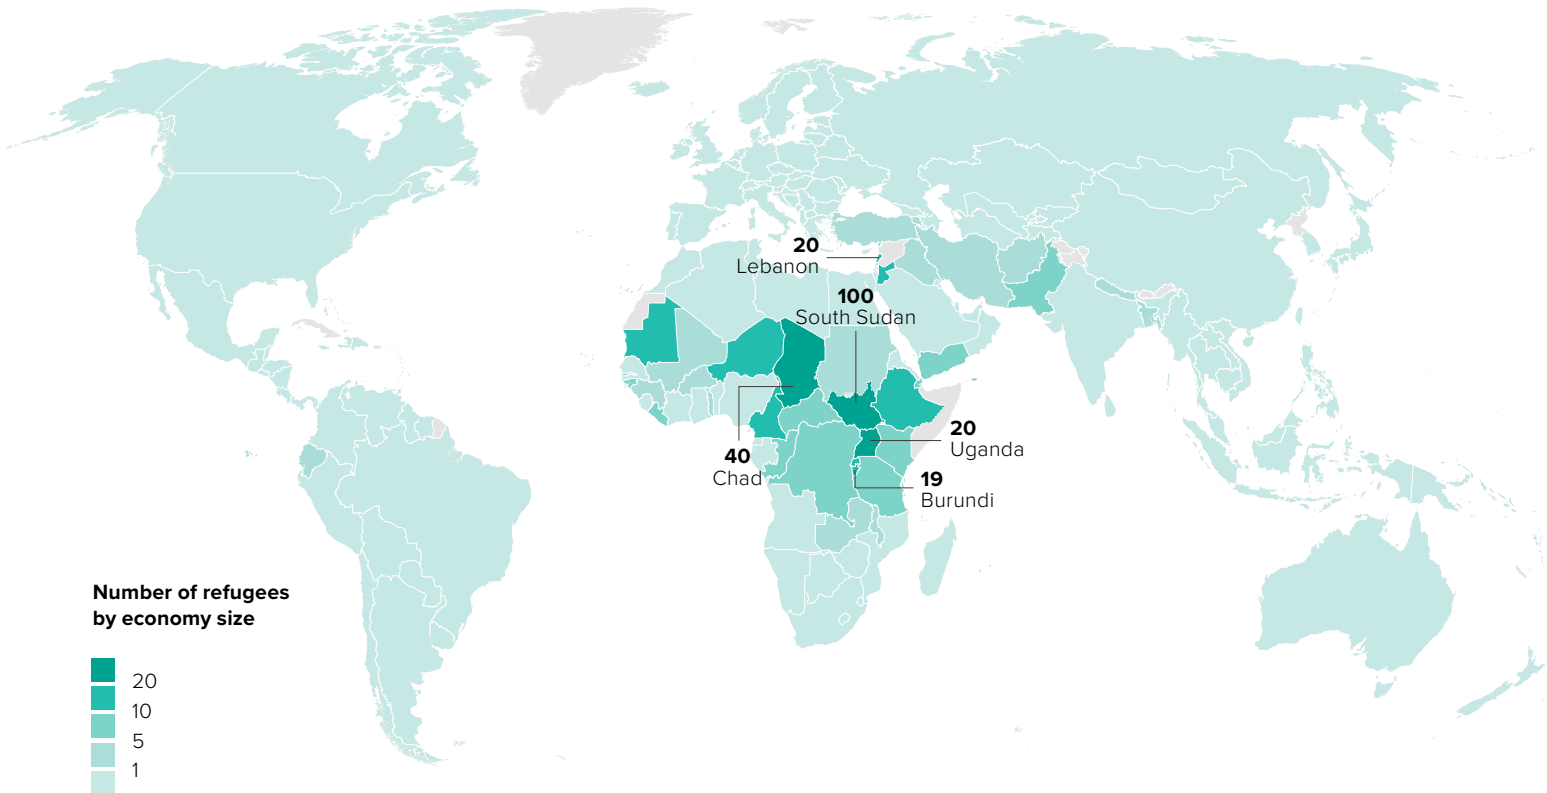 20
Lebanon
100
South Sudan
20
Uganda
40
Chad
19
Burundi
Number of refugees
by economy size
20
10
5
1